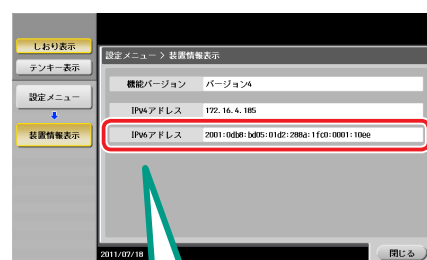 しおり表示
テンキー表示
設定メニュー
装置情報表示
設定メニュー > 装置情報表示
機能バージョン バージョン4
IPv4アドレス 172.16.4.185
IPv6アドレス 2001:0db8:bd05:01d2:288a:1fc0:0001:10ee
2011/07/18
閉じる